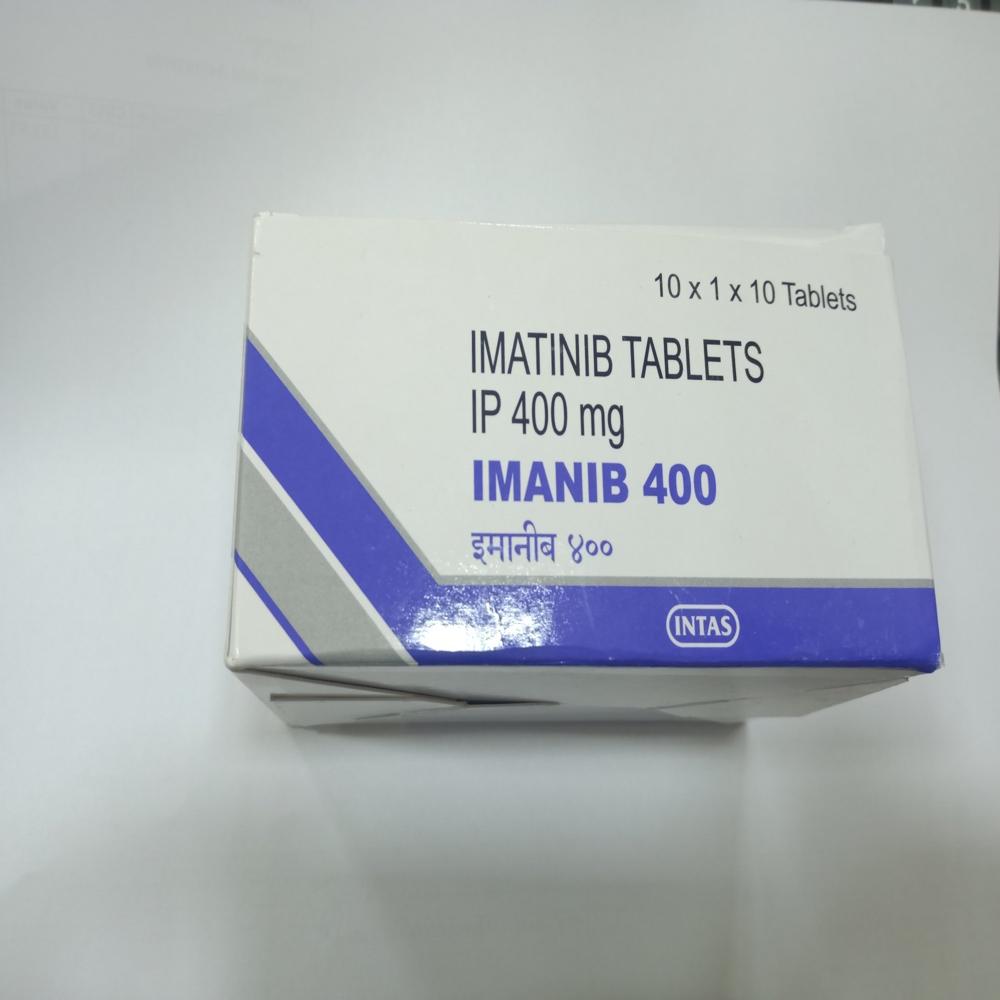 10 x 1 x 10 Tablets
IMATINIB TABLETS
IP 400 mg
IMANIB 400
इमानीब ४००
INTAS